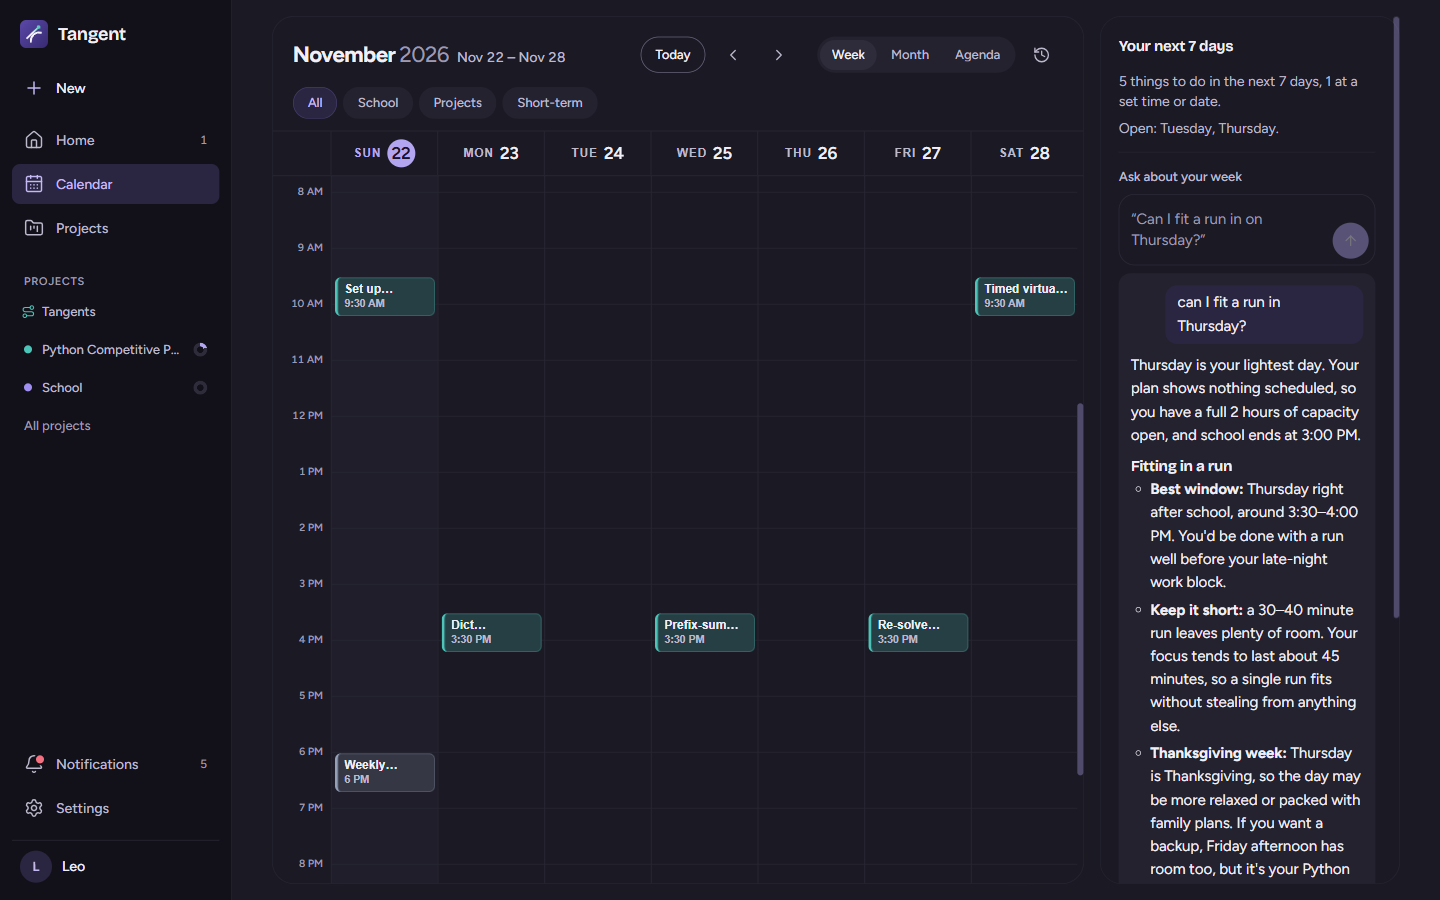 Tangent
New
Home 1
Calendar
Projects
PROJECTS
Tangents
Python Competitive P...
School
All projects
Notifications 5
Settings
L Leo
November 2026 Nov 22 – Nov 28
Today
Week Month Agenda
All School Projects Short-term
SUN 22 MON 23 TUE 24 WED 25 THU 26 FRI 27 SAT 28
8 AM
9 AM
Set up...
9:30 AM
Timed virtua...
9:30 AM
10 AM
11 AM
12 PM
1 PM
2 PM
3 PM
Dict...
3:30 PM
Prefix-sum...
3:30 PM
Re-solve...
3:30 PM
4 PM
5 PM
6 PM
Weekly...
6 PM
7 PM
8 PM
Your next 7 days
5 things to do in the next 7 days, 1 at a
set time or date.
Open: Tuesday, Thursday.
Ask about your week
“Can I fit a run in on
Thursday?”
can I fit a run in
Thursday?
Thursday is your lightest day. Your
plan shows nothing scheduled, so
you have a full 2 hours of capacity
open, and school ends at 3:00 PM.
Fitting in a run
Best window: Thursday right
after school, around 3:30–4:00
PM. You'd be done with a run
well before your late-night
work block.
Keep it short: a 30–40 minute
run leaves plenty of room. Your
focus tends to last about 45
minutes, so a single run fits
without stealing from anything
else.
Thanksgiving week: Thursday
is Thanksgiving, so the day may
be more relaxed or packed with
family plans. If you want a
backup, Friday afternoon has
room too, but it's your Python